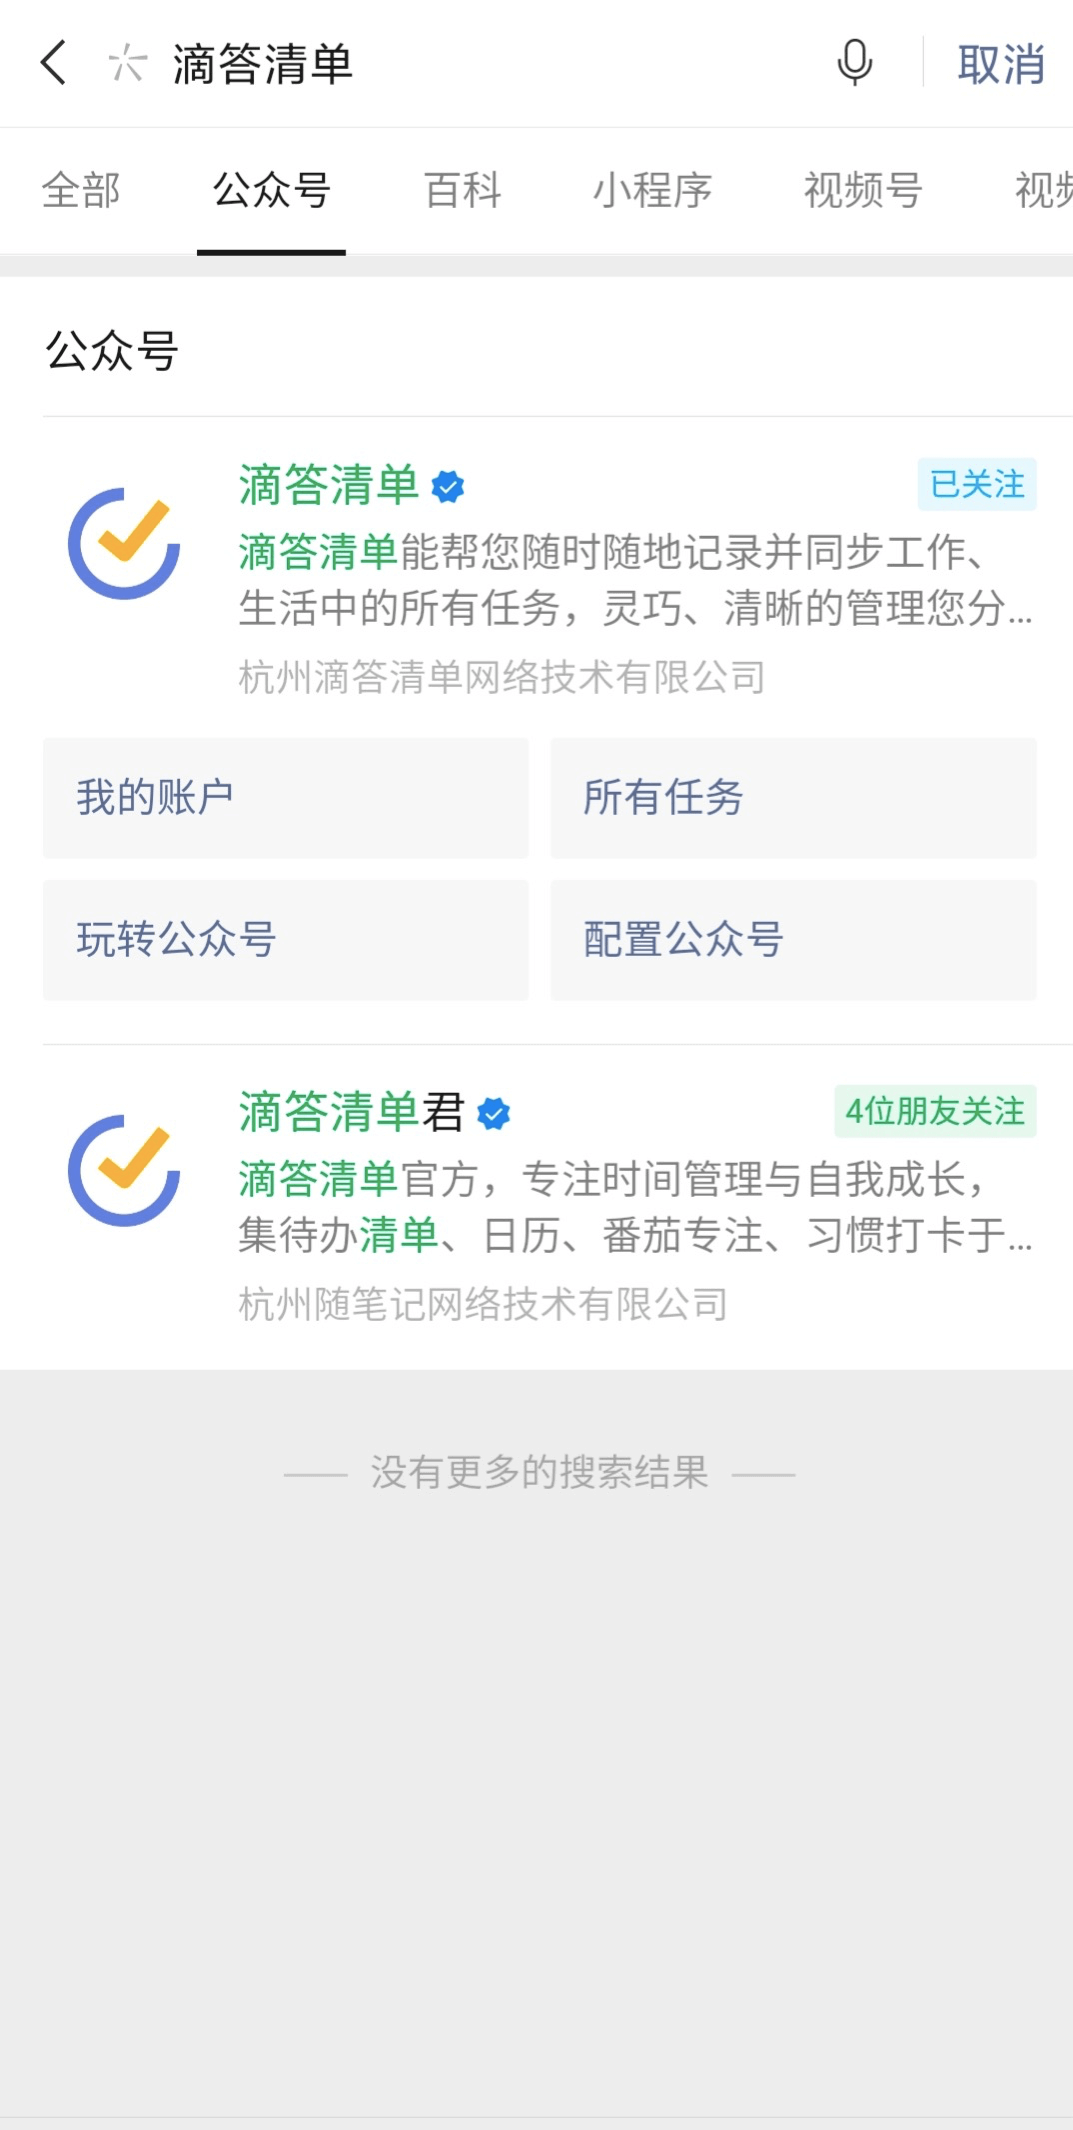 滴答清单
取消
全部 公众号 百科 小程序 视频号 视频
公众号
滴答清单
已关注
滴答清单能帮您随时随地记录并同步工作、
生活中的所有任务，灵巧、清晰的管理您分...
杭州滴答清单网络技术有限公司
我的账户
所有任务
玩转公众号
配置公众号
滴答清单君
4位朋友关注
滴答清单官方，专注时间管理与自我成长，
集待办清单、日历、番茄专注、习惯打卡于...
杭州随笔记网络技术有限公司
没有更多的搜索结果